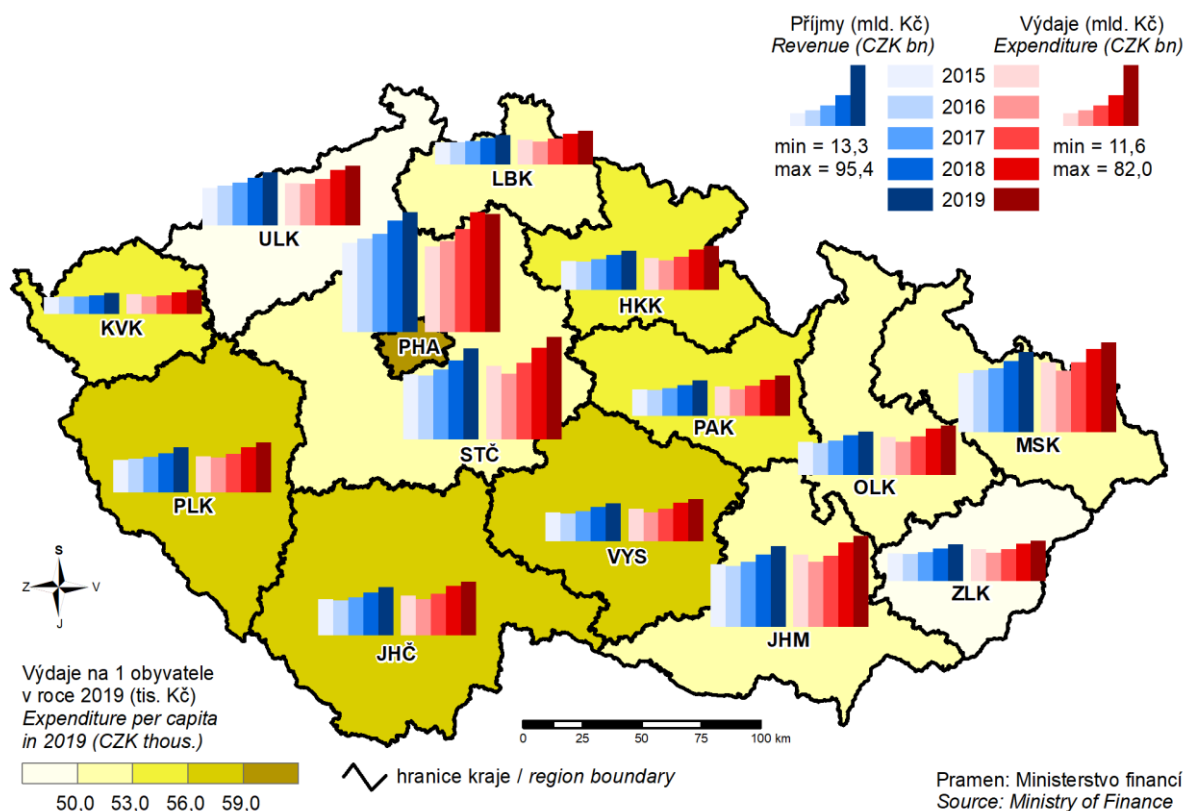 Příjmy (mld. Kč)
Revenue (CZK bn)
Výdaje (mld. Kč)
Expenditure (CZK bn)
2015
2016
2017
2018
2019
min = 13,3
max = 95,4
min = 11,6
max = 82,0
LBK
ULK
HKK
KVK
PHA
PAK
STČ
MSK
OLK
PLK
VYS
ZLK
JHM
JHČ
S
Z
V
J
Výdaje na 1 obyvatele
v roce 2019 (tis. Kč)
Expenditure per capita
in 2019 (CZK thous.)
50,0 53,0 56,0 59,0
hranice kraje / region boundary
0 25 50 75 100 km
Pramen: Ministerstvo financí
Source: Ministry of Finance